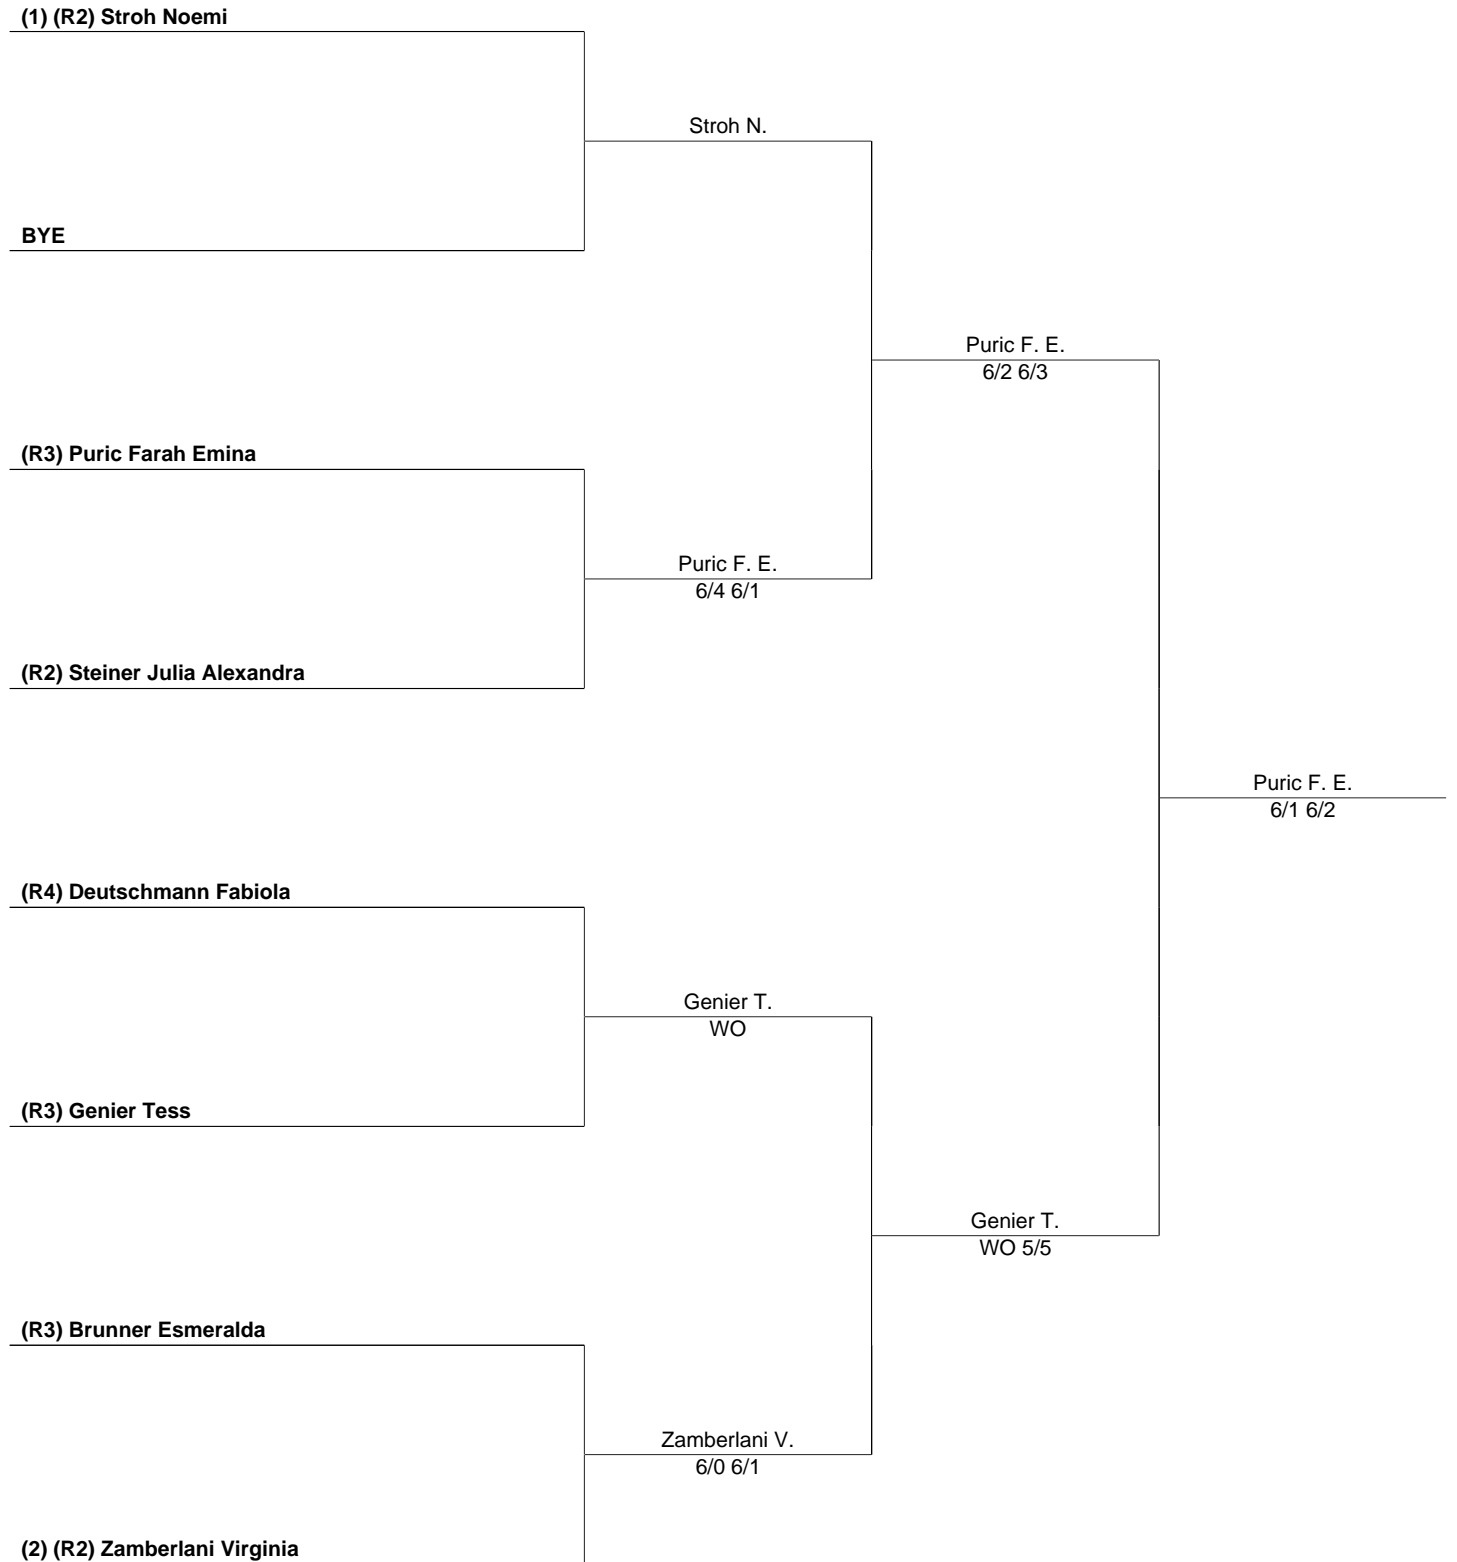 (1) (R2) Stroh Noemi
Stroh N.
BYE
Puric F. E.
6/2 6/3
(R3) Puric Farah Emina
Puric F. E.
6/4 6/1
(R2) Steiner Julia Alexandra
Puric F. E.
6/1 6/2
(R4) Deutschmann Fabiola
Genier T.
WO
(R3) Genier Tess
Genier T.
WO 5/5
(R3) Brunner Esmeralda
Zamberlani V.
6/0 6/1
(2) (R2) Zamberlani Virginia